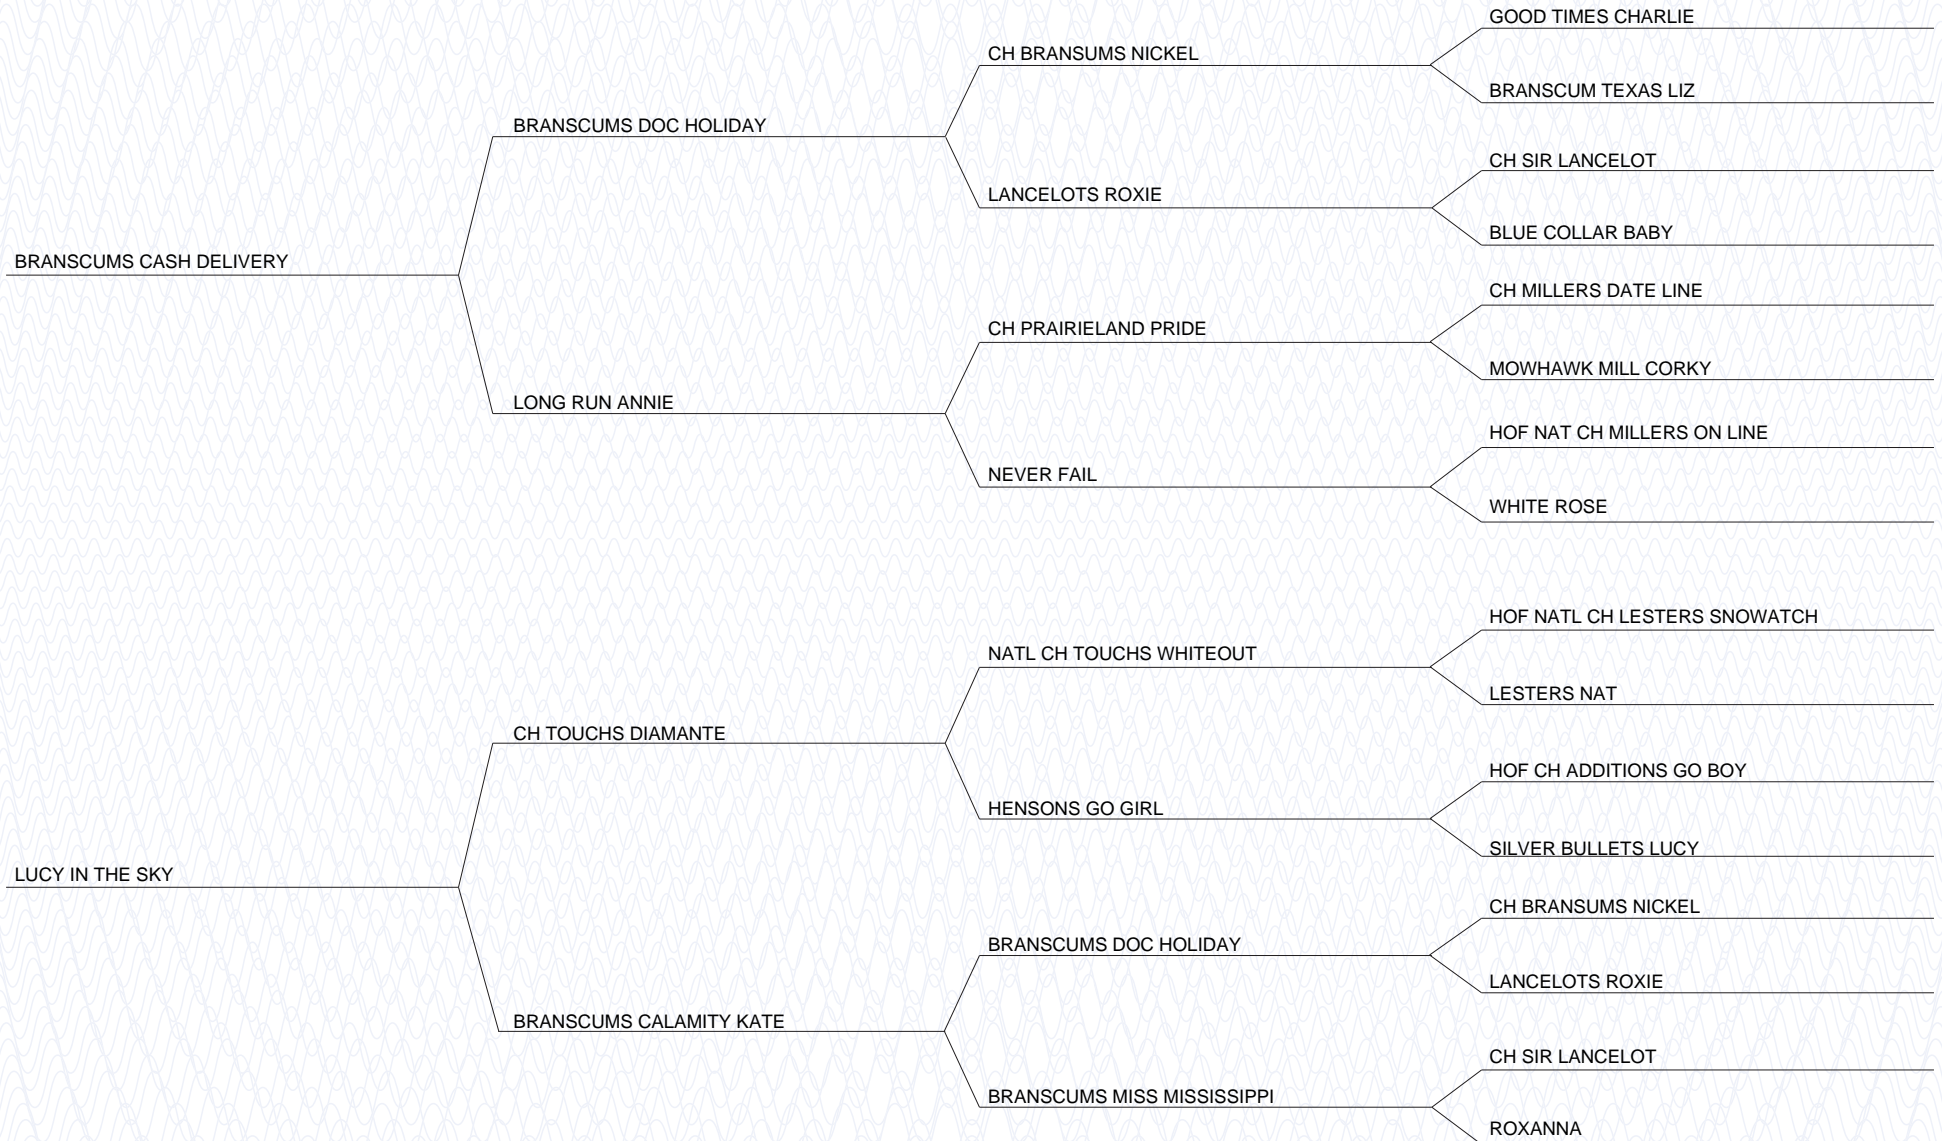 GOOD TIMES CHARLIE
CH BRANSUMS NICKEL
BRANSCUM TEXAS LIZ
BRANSCUMS DOC HOLIDAY
CH SIR LANCELOT
LANCELOTS ROXIE
BLUE COLLAR BABY
BRANSCUMS CASH DELIVERY
CH MILLERS DATE LINE
CH PRAIRIELAND PRIDE
MOWHAWK MILL CORKY
LONG RUN ANNIE
HOF NAT CH MILLERS ON LINE
NEVER FAIL
WHITE ROSE
HOF NATL CH LESTERS SNOWATCH
NATL CH TOUCHS WHITEOUT
LESTERS NAT
CH TOUCHS DIAMANTE
HOF CH ADDITIONS GO BOY
HENSONS GO GIRL
SILVER BULLETS LUCY
LUCY IN THE SKY
CH BRANSUMS NICKEL
BRANSCUMS DOC HOLIDAY
LANCELOTS ROXIE
BRANSCUMS CALAMITY KATE
CH SIR LANCELOT
BRANSCUMS MISS MISSISSIPPI
ROXANNA